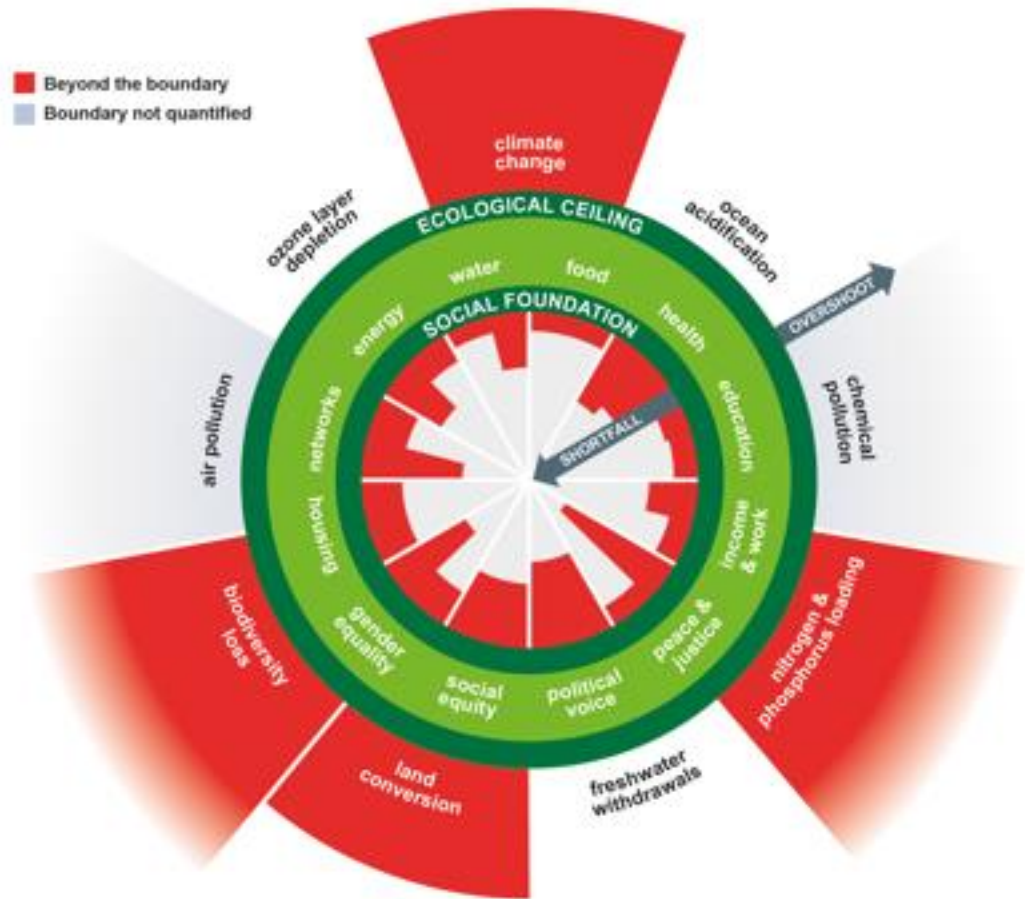 Beyond the boundary
Boundary not quantified
climate
change
ECOLOGICAL CEILING
ozone layer
depletion
ocean
acidification
water
food
OVERSHOOT
energy
SOCIAL FOUNDATION
health
air pollution
networks
SHORTFALL
education
chemical
pollution
housing
income
& work
biodiversity
loss
gender
equality
peace &
justice
nitrogen &
phosphorus loading
social
equity
political
voice
land
conversion
freshwater
withdrawals